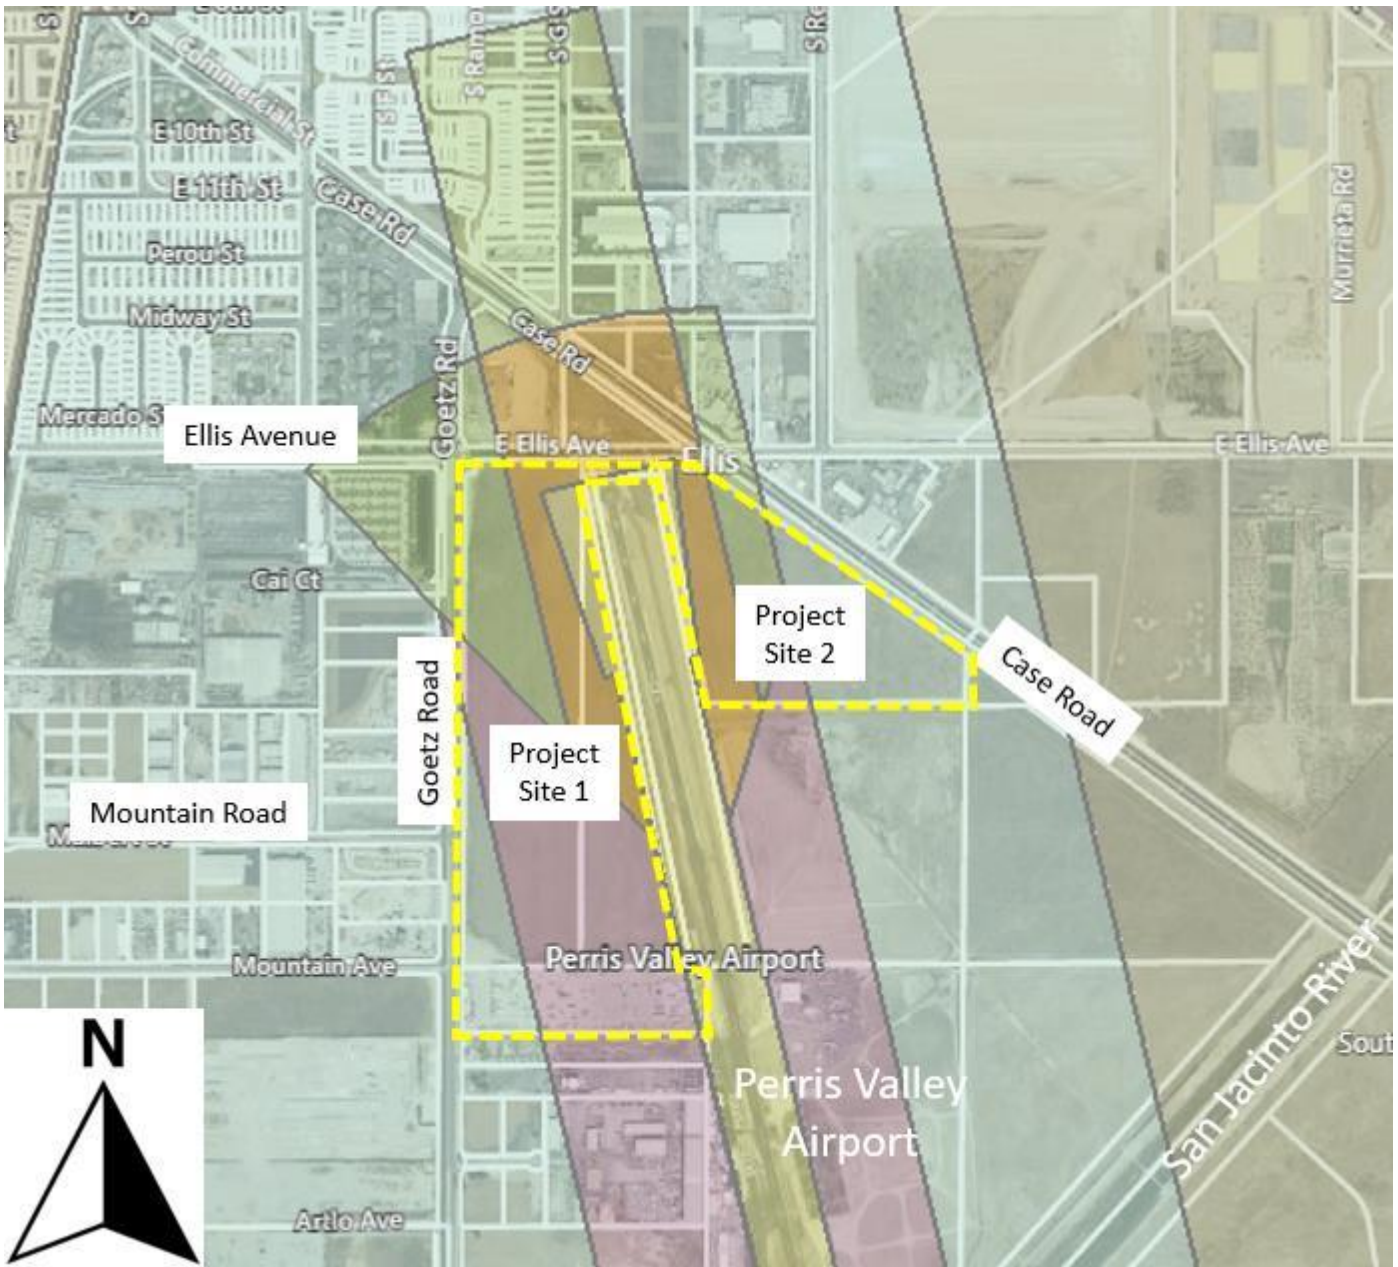 S Ramo
S G S
S F St
S Re
Commercial St
E 10th St
E 11th St
Case Rd
Perou St
Midway St
Murrieta Rd
Case Rd
Goetz Rd
Mercado S
Ellis Avenue
E Ellis Ave
Ellis
E Ellis Ave
Cai Ct
Project
Site 2
Goetz Road
Case Road
Project
Site 1
Mountain Road
Perris Valley Airport
Mountain Ave
San Jacinto River
N
Sout
Perris Valley
Airport
Artlo Ave